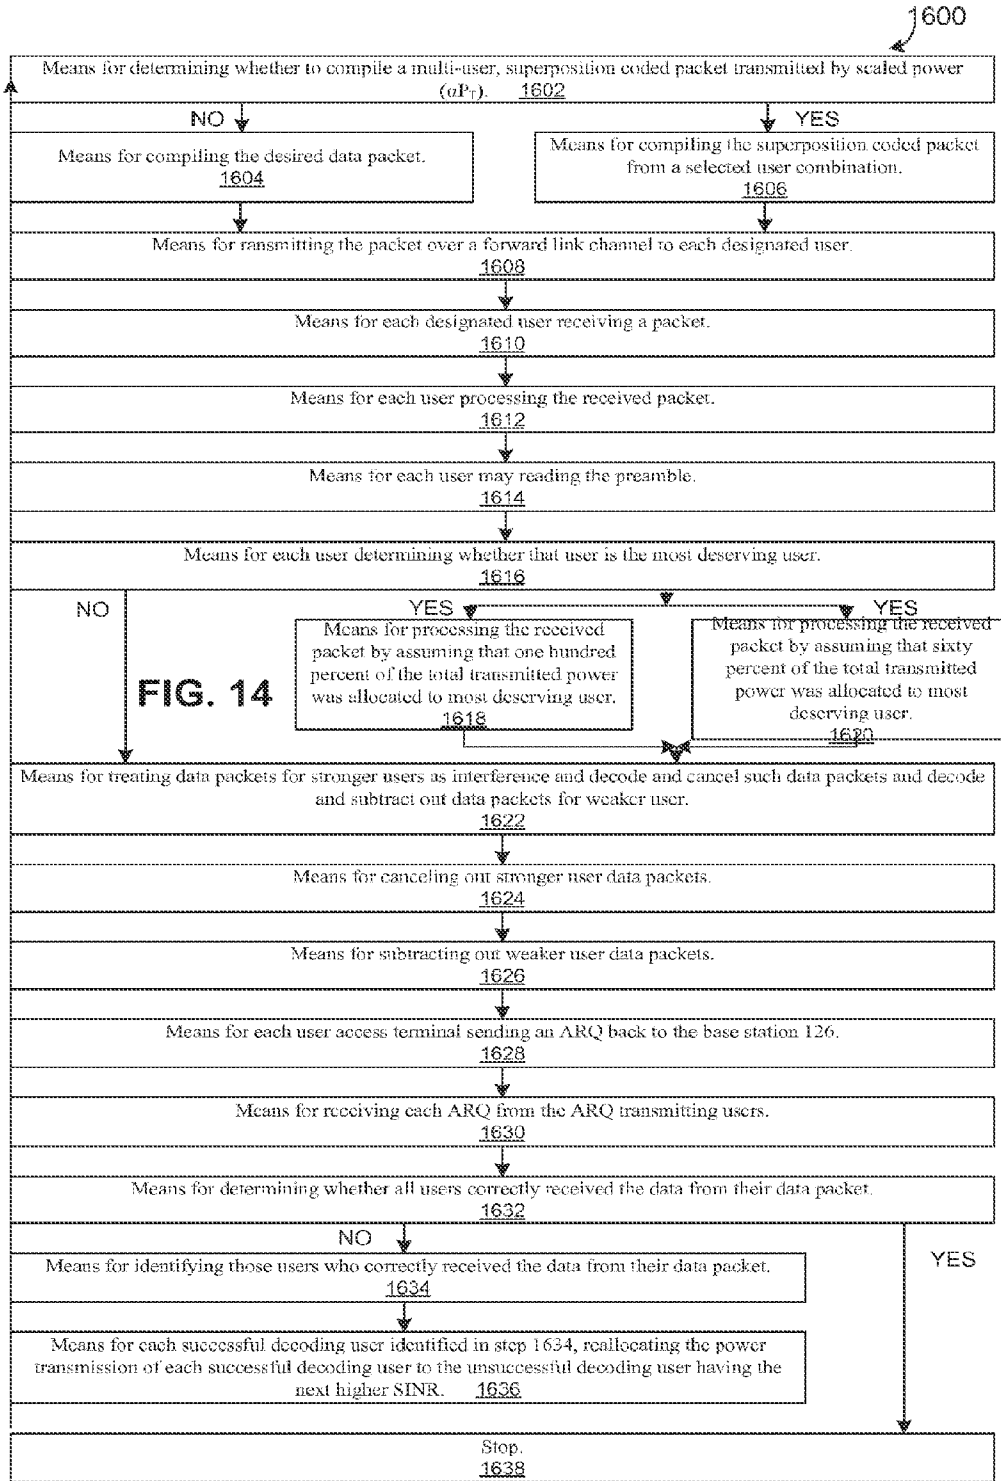 1600
Means for determining whether to compile a multi-user, superposition coded packet transmitted by scaled power
(αP_T). 1602
NO
YES
Means for compiling the desired data packet.
1604
Means for compiling the superposition coded packet
from a selected user combination.
1606
Means for ransmitting the packet over a forward link channel to each designated user.
1608
Means for each designated user receiving a packet.
1610
Means for each user processing the received packet.
1612
Means for each user may reading the preamble.
1614
Means for each user determining whether that user is the most deserving user.
1616
NO
YES
YES
Means for processing the received
packet by assuming that one hundred
percent of the total transmitted power
was allocated to most deserving user.
1618
Means for processing the received
packet by assuming that sixty
percent of the total transmitted
power was allocated to most
deserving user.
1620
FIG. 14
Means for treating data packets for stronger users as interference and decode and cancel such data packets and decode
and subtract out data packets for weaker user.
1622
Means for canceling out stronger user data packets.
1624
Means for subtracting out weaker user data packets.
1626
Means for each user access terminal sending an ARQ back to the base station 126.
1628
Means for receiving each ARQ from the ARQ transmitting users.
1630
Means for determining whether all users correctly received the data from their data packet.
1632
NO
YES
Means for identifying those users who correctly received the data from their data packet.
1634
Means for each successful decoding user identified in step 1634, reallocating the power
transmission of each successful decoding user to the unsuccessful decoding user having the
next higher SINR. 1636
Stop.
1638